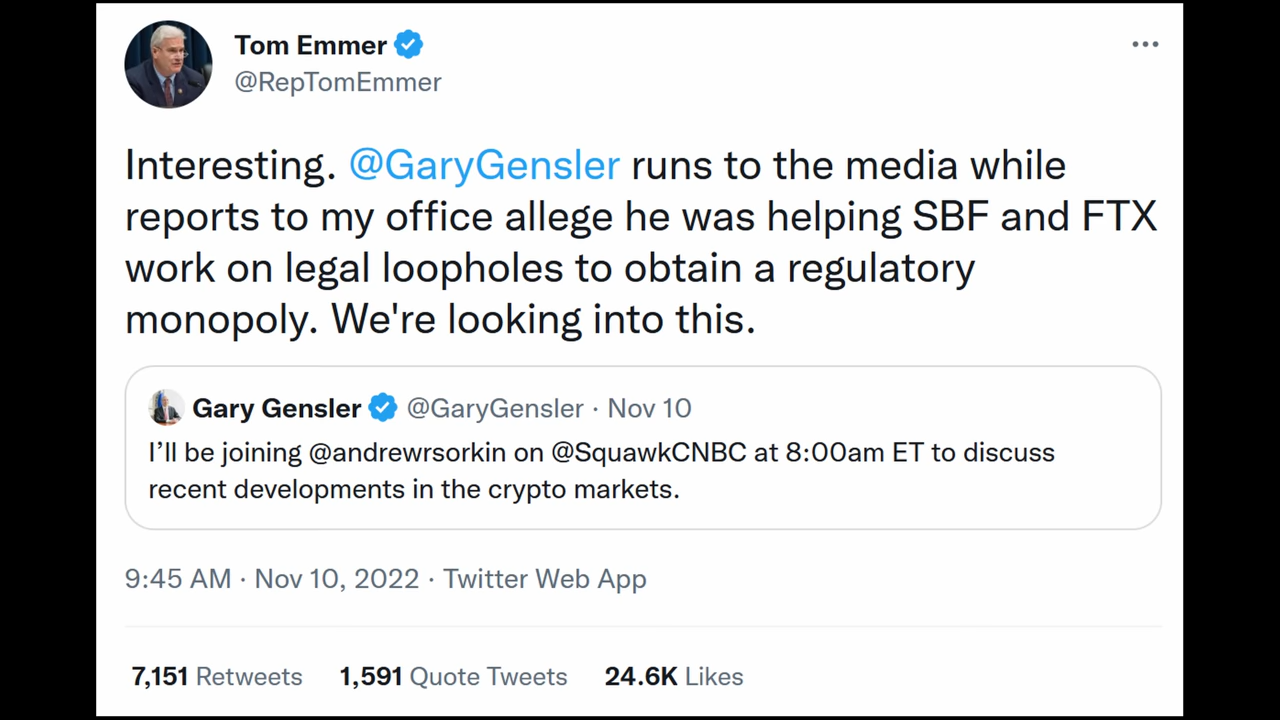 Tom Emmer
@RepTomEmmer
Interesting. @GaryGensler runs to the media while
reports to my office allege he was helping SBF and FTX
work on legal loopholes to obtain a regulatory
monopoly. We're looking into this.
Gary Gensler @GaryGensler · Nov 10
I’ll be joining @andrewrsorkin on @SquawkCNBC at 8:00am ET to discuss
recent developments in the crypto markets.
9:45 AM · Nov 10, 2022 · Twitter Web App
7,151 Retweets 1,591 Quote Tweets 24.6K Likes